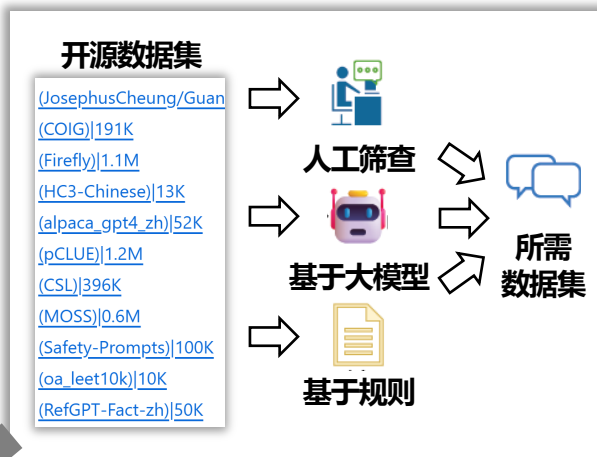 开源数据集
(JosephusCheung/Guan
(COIG)|191K
(Firefly)|1.1M
(HC3-Chinese)|13K
(alpaca_gpt4_zh)|52K
(pCLUE)|1.2M
(CSL)|396K
(MOSS)|0.6M
(Safety-Prompts)|100K
(oa_leet10k)|10K
(RefGPT-Fact-zh)|50K
人工筛查
基于大模型
基于规则
所需
数据集